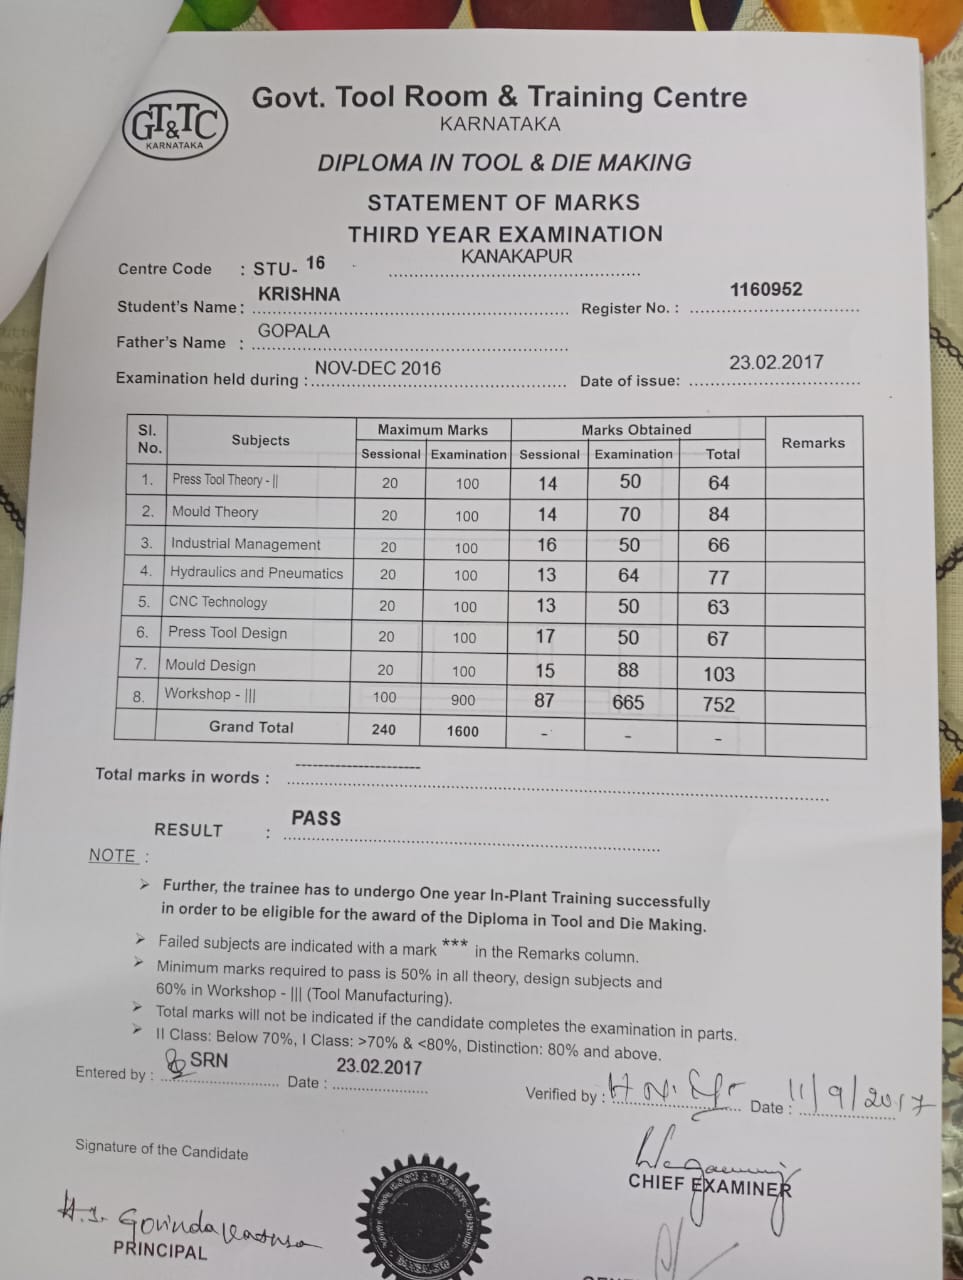 GT&TC
KARNATAKA
Govt. Tool Room & Training Centre
KARNATAKA
DIPLOMA IN TOOL & DIE MAKING
STATEMENT OF MARKS
THIRD YEAR EXAMINATION
Centre Code : STU- 16 KANAKAPUR
Student's Name : KRISHNA Register No. : 1160952
Father's Name : GOPALA
Examination held during : NOV-DEC 2016 Date of issue: 23.02.2017
Sl. No. Subjects Maximum Marks Marks Obtained Remarks
Sessional Examination Sessional Examination Total
1. Press Tool Theory - || 20 100 14 50 64
2. Mould Theory 20 100 14 70 84
3. Industrial Management 20 100 16 50 66
4. Hydraulics and Pneumatics 20 100 13 64 77
5. CNC Technology 20 100 13 50 63
6. Press Tool Design 20 100 17 50 67
7. Mould Design 20 100 15 88 103
8. Workshop - ||| 100 900 87 665 752
Grand Total 240 1600 - - -
Total marks in words : ----------------------
RESULT : PASS
NOTE :
➢ Further, the trainee has to undergo One year In-Plant Training successfully
in order to be eligible for the award of the Diploma in Tool and Die Making.
➢ Failed subjects are indicated with a mark *** in the Remarks column.
➢ Minimum marks required to pass is 50% in all theory, design subjects and
60% in Workshop - ||| (Tool Manufacturing).
➢ Total marks will not be indicated if the candidate completes the examination in parts.
➢ II Class: Below 70%, I Class: >70% & <80%, Distinction: 80% and above.
Entered by : SRN Date : 23.02.2017
Verified by : Date : 11/9/2017
Signature of the Candidate
CHIEF EXAMINER
PRINCIPAL